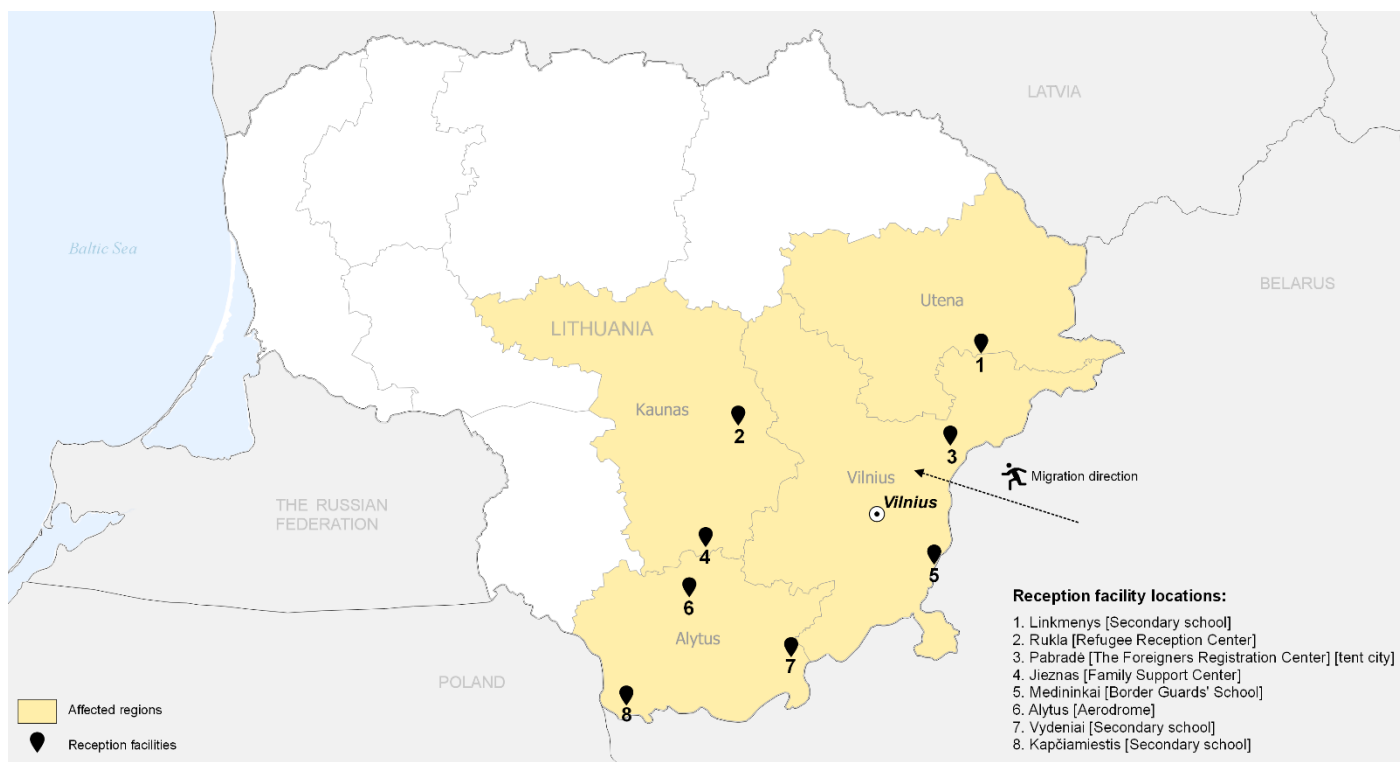 LATVIA
Baltic Sea
BELARUS
Utena
LITHUANIA
1
Kaunas
2
3
Vilnius
Migration direction
Vilnius
THE RUSSIAN
FEDERATION
4
5
6
Alytus
7
POLAND
8
Affected regions
Reception facilities
Reception facility locations:
1. Linkmenys [Secondary school]
2. Rukla [Refugee Reception Center]
3. Pabradė [The Foreigners Registration Center] [tent city]
4. Jieznas [Family Support Center]
5. Medininkai [Border Guards' School]
6. Alytus [Aerodrome]
7. Vydeniai [Secondary school]
8. Kapčiamiestis [Secondary school]